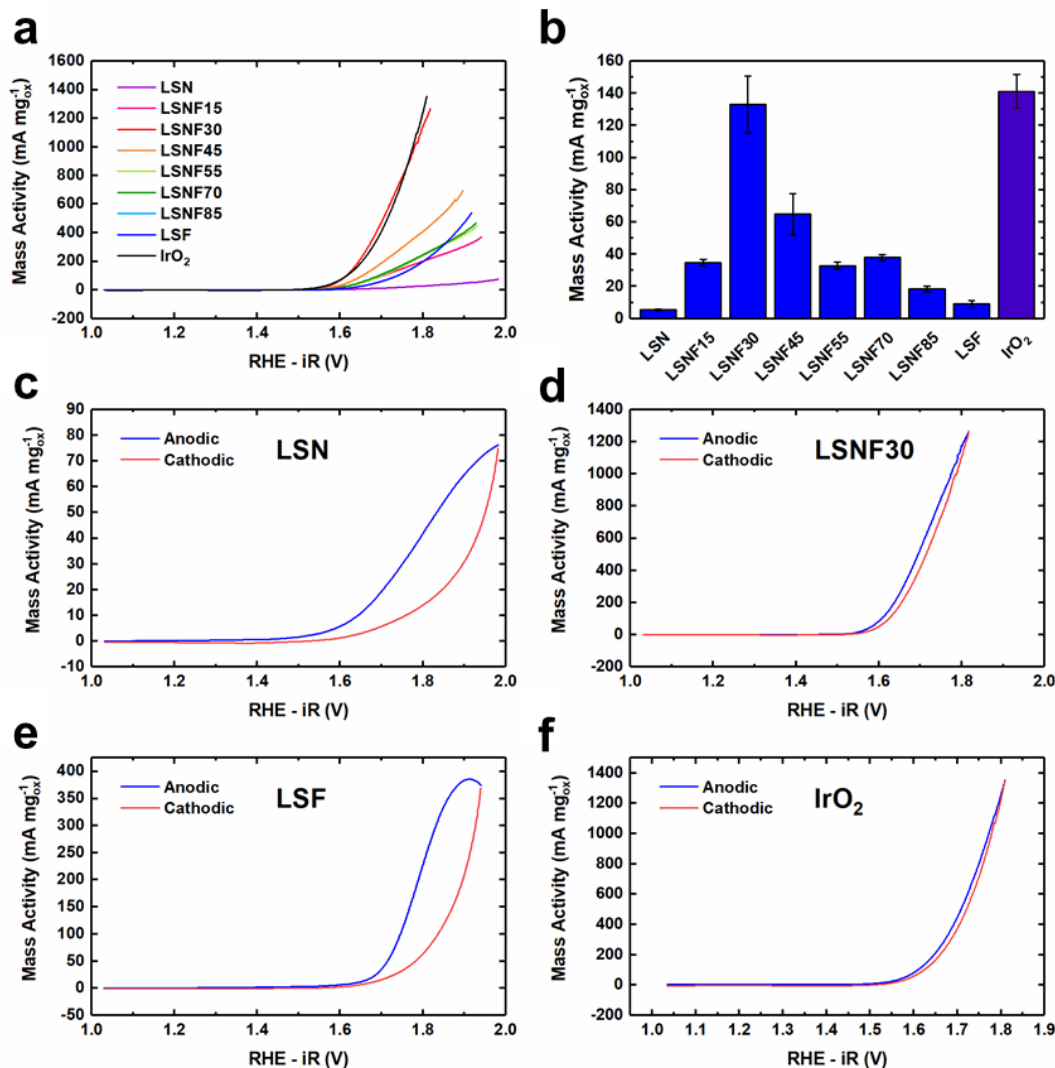 a
Mass Activity (mA mg⁻¹ox)
1600
1400
1200
1000
800
600
400
200
0
-200
LSN
LSNF15
LSNF30
LSNF45
LSNF55
LSNF70
LSNF85
LSF
IrO₂
1.0 1.2 1.4 1.6 1.8 2.0
RHE - iR (V)
b
Mass Activity (mA mg⁻¹ox)
160
140
120
100
80
60
40
20
0
LSN LSNF15 LSNF30 LSNF45 LSNF55 LSNF70 LSNF85 LSF IrO₂
c
Mass Activity (mA mg⁻¹ox)
90
80
70
60
50
40
30
20
10
0
-10
Anodic
Cathodic
LSN
1.0 1.2 1.4 1.6 1.8 2.0
RHE - iR (V)
d
Mass Activity (mA mg⁻¹ox)
1400
1200
1000
800
600
400
200
0
-200
Anodic
Cathodic
LSNF30
1.0 1.2 1.4 1.6 1.8 2.0
RHE - iR (V)
e
Mass Activity (mA mg⁻¹ox)
400
350
300
250
200
150
100
50
0
-50
Anodic
Cathodic
LSF
1.0 1.2 1.4 1.6 1.8 2.0
RHE - iR (V)
f
Mass Activity (mA mg⁻¹ox)
1400
1200
1000
800
600
400
200
0
-200
Anodic
Cathodic
IrO₂
1.0 1.1 1.2 1.3 1.4 1.5 1.6 1.7 1.8 1.9
RHE - iR (V)